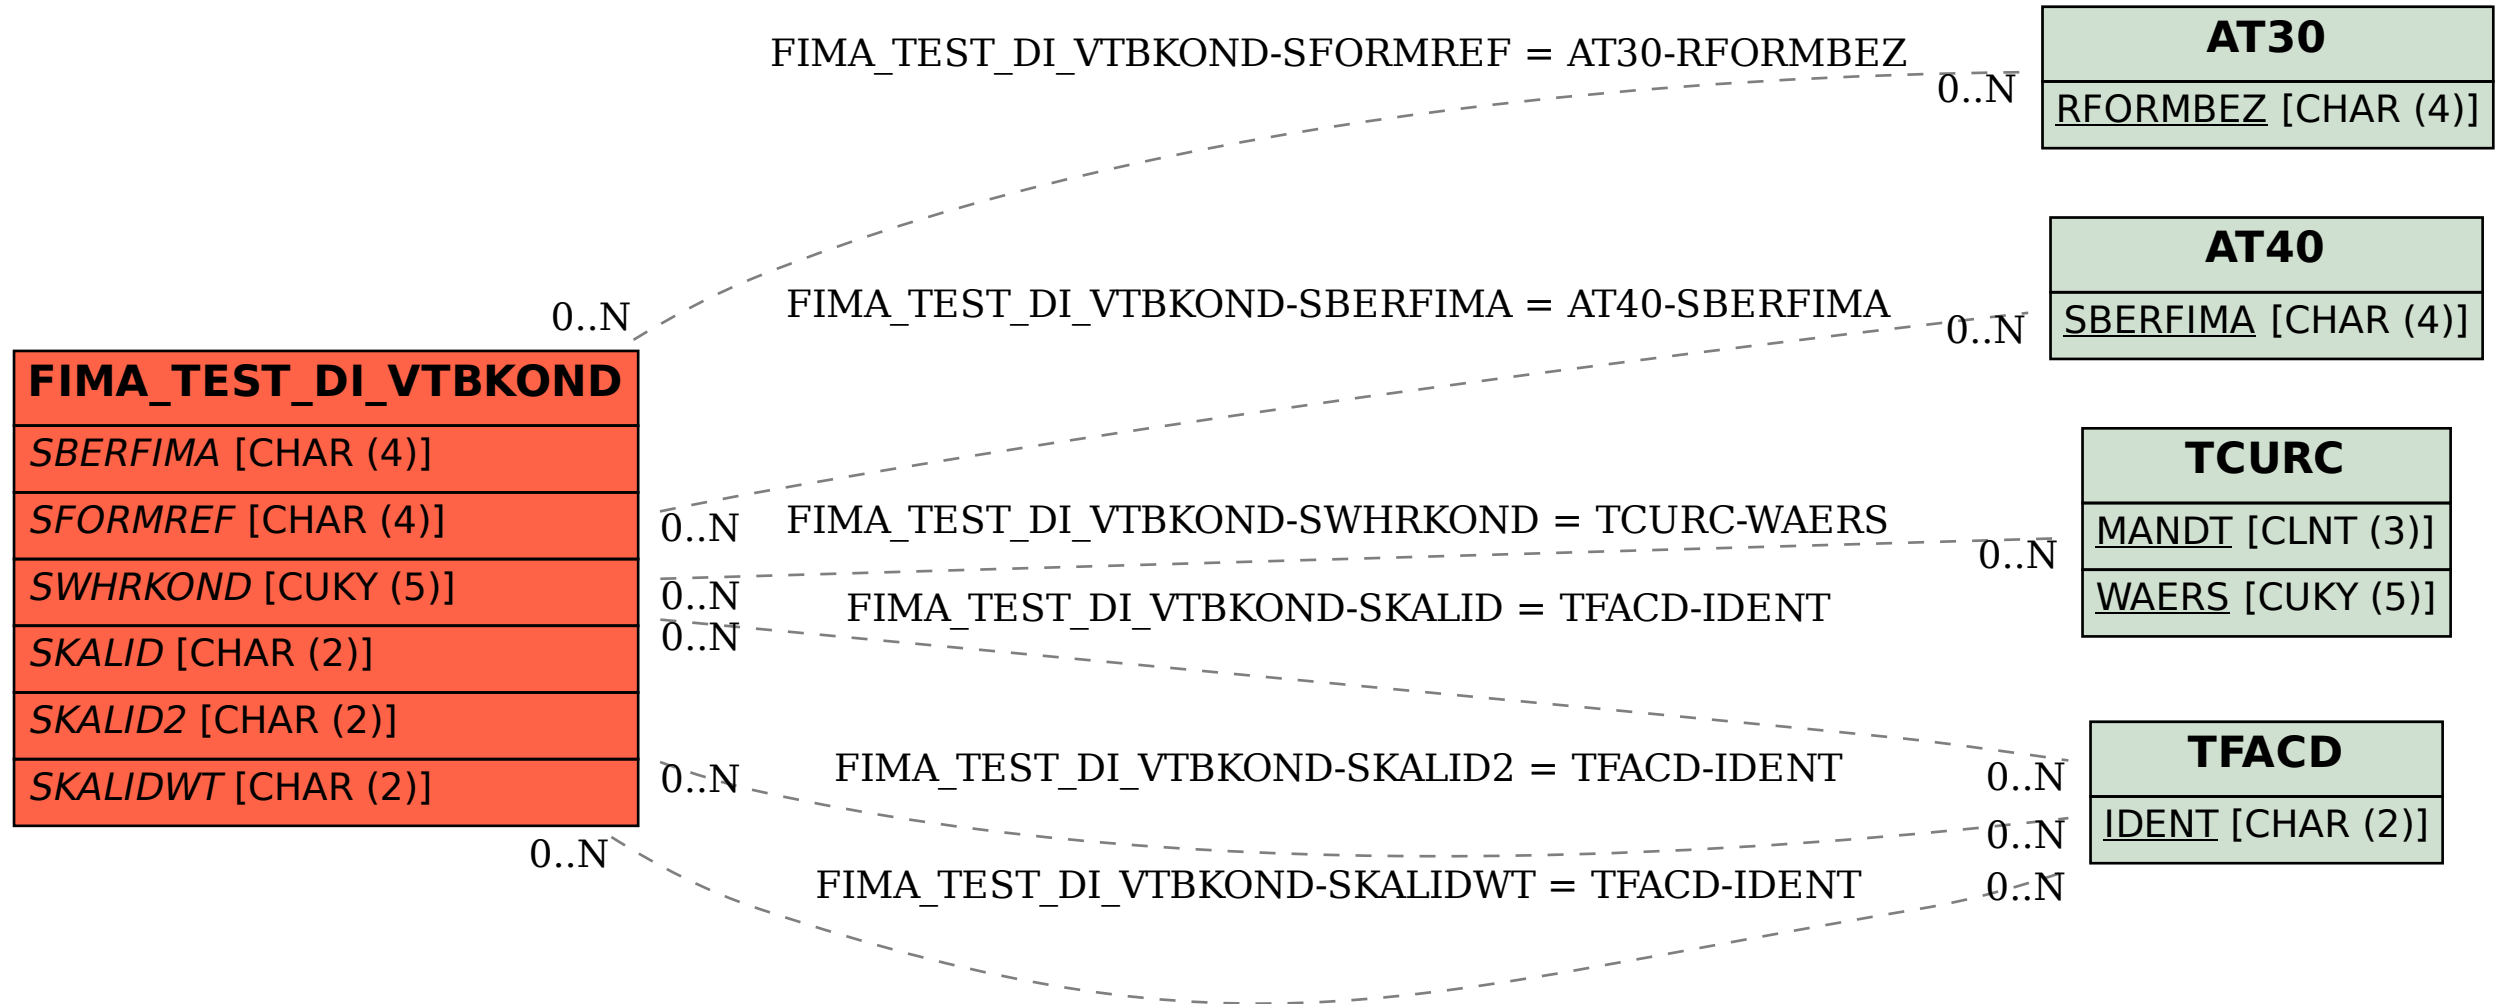 FIMA_TEST_DI_VTBKOND
SBERFIMA [CHAR (4)]
SFORMREF [CHAR (4)]
SWHRKOND [CUKY (5)]
SKALID [CHAR (2)]
SKALID2 [CHAR (2)]
SKALIDWT [CHAR (2)]
FIMA_TEST_DI_VTBKOND-SFORMREF = AT30-RFORMBEZ
0..N
0..N
FIMA_TEST_DI_VTBKOND-SBERFIMA = AT40-SBERFIMA
0..N
0..N
FIMA_TEST_DI_VTBKOND-SWHRKOND = TCURC-WAERS
0..N
0..N
FIMA_TEST_DI_VTBKOND-SKALID = TFACD-IDENT
0..N
0..N
FIMA_TEST_DI_VTBKOND-SKALID2 = TFACD-IDENT
0..N
0..N
FIMA_TEST_DI_VTBKOND-SKALIDWT = TFACD-IDENT
0..N
0..N
AT30
RFORMBEZ [CHAR (4)]
AT40
SBERFIMA [CHAR (4)]
TCURC
MANDT [CLNT (3)]
WAERS [CUKY (5)]
TFACD
IDENT [CHAR (2)]